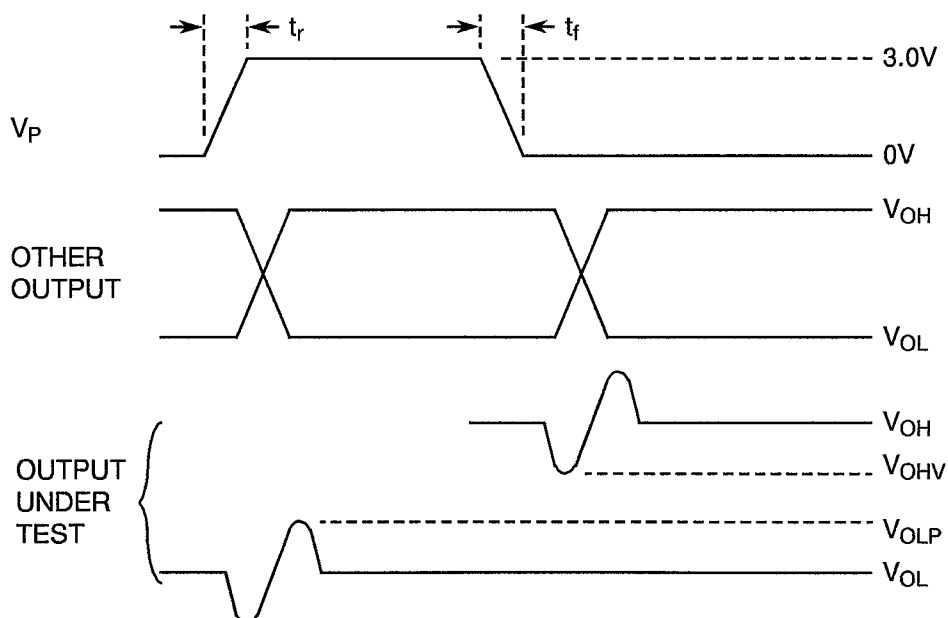 t_r
t_f
3.0V
V_P
0V
V_OH
OTHER
OUTPUT
V_OL
V_OH
OUTPUT
UNDER
TEST
V_OHV
V_OLP
V_OL